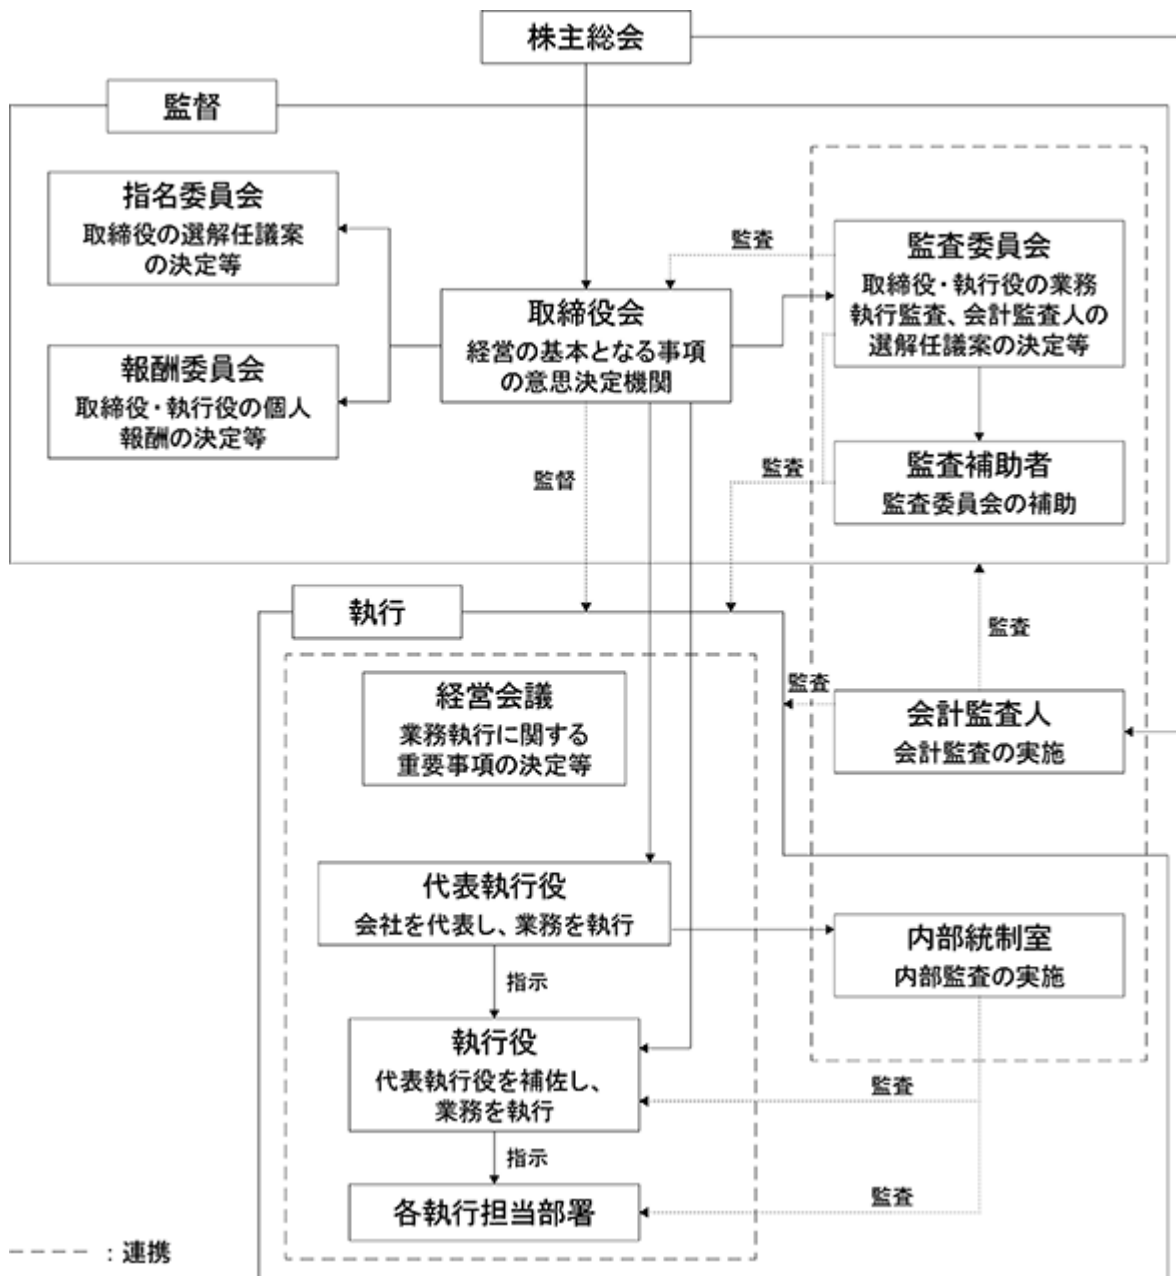 株主総会
監督
指名委員会
取締役の選解任議案
の決定等
報酬委員会
取締役・執行役の個人
報酬の決定等
取締役会
経営の基本となる事項
の意思決定機関
監査
監査委員会
取締役・執行役の業務
執行監査、会計監査人の
選解任議案の決定等
監査補助者
監査委員会の補助
監査
監督
執行
監査
監査
会計監査人
会計監査の実施
経営会議
業務執行に関する
重要事項の決定等
代表執行役
会社を代表し、業務を執行
内部統制室
内部監査の実施
指示
執行役
代表執行役を補佐し、
業務を執行
監査
指示
各執行担当部署
監査
：連携